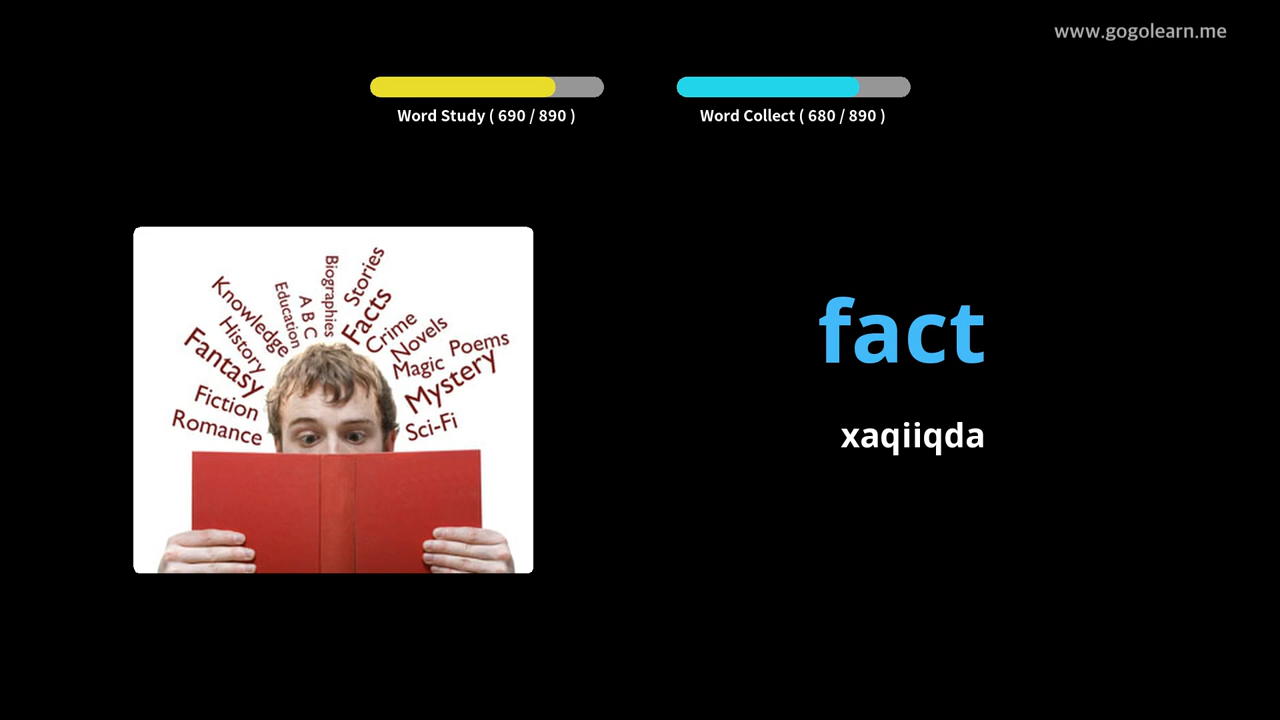 www.gogolearn.me
Word Study ( 690 / 890 )
Word Collect ( 680 / 890 )
Romance
Fiction
Fantasy
History
Knowledge
Education
A B C
Biographies
Stories
Facts
Crime
Novels
Magic
Poems
Mystery
Sci-Fi
fact
xaqiiqda